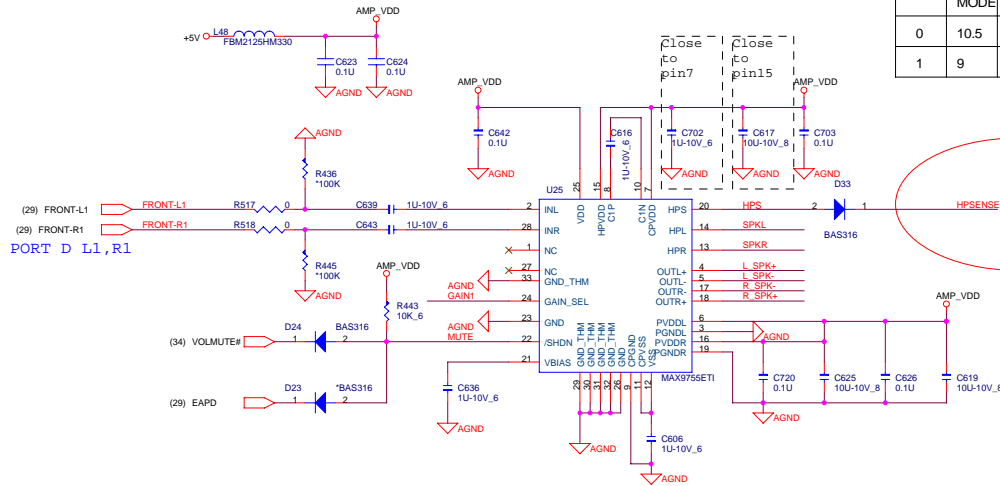 AMP_VDD
MODE
+5V
L48
FBM2125HM330
0
10.5
1
9
C623
0.1U
C624
0.1U
AGND
AGND
Close
to
pin7
Close
to
pin15
AMP_VDD
AMP_VDD
AMP_VDD
C642
0.1U
AGND
C616
1U-10V_6
C702
1U-10V_6
AGND
C617
10U-10V_8
AGND
C703
0.1U
AGND
AGND
R436
*100K
U25
25
15
8
10
7
VDD
HPVDD
C1P
C1N
CPVDD
D33
(29) FRONT-L1
FRONT-L1
R517
0
C639
1U-10V_6
2
INL
HPS
20
HPS
2
1
BAS316
HPSENSE
(29) FRONT-R1
FRONT-R1
R518
0
C643
1U-10V_6
28
INR
HPL
14
SPKL
PORT D L1,R1
1
NC
HPR
13
SPKR
R445
*100K
AGND
AMP_VDD
27
NC
33
GND_THM
AGND
OUTL+
4
L_SPK+
OUTL-
5
L_SPK-
OUTR-
17
R_SPK-
OUTR+
18
R_SPK+
GAIN1
24
GAIN_SEL
R443
10K_6
AGND
23
GND
AMP_VDD
PVDDL
6
PGNDL
3
AGND
PVDDR
16
PGNDR
19
(34) VOLMUTE#
D24
BAS316
1
2
MUTE
22
/SHDN
21
VBIAS
GND_THM
GND_THM
GND_THM
GND_THM
GND
CPGND
CPVSS
VSS
MAX9755ETI
29
30
31
32
26
9
11
12
(29) EAPD
D23
*BAS316
1
2
C636
1U-10V_6
AGND
AGND
C606
1U-10V_6
AGND
C720
0.1U
C625
10U-10V_8
C626
0.1U
C619
10U-10V_8
AGND